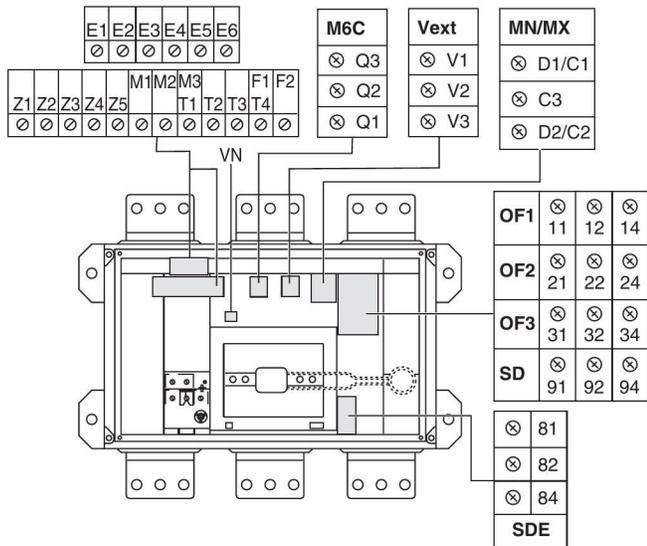 E1 E2 E3 E4 E5 E6
Z1 Z2 Z3 Z4 Z5 M1 M2 M3 T1 T2 T3 F1 T4 F2
VN
M6C
Q3
Q2
Q1
Vext
V1
V2
V3
MN/MX
D1/C1
C3
D2/C2
OF1 11 12 14
OF2 21 22 24
OF3 31 32 34
SD 91 92 94
81
82
84
SDE